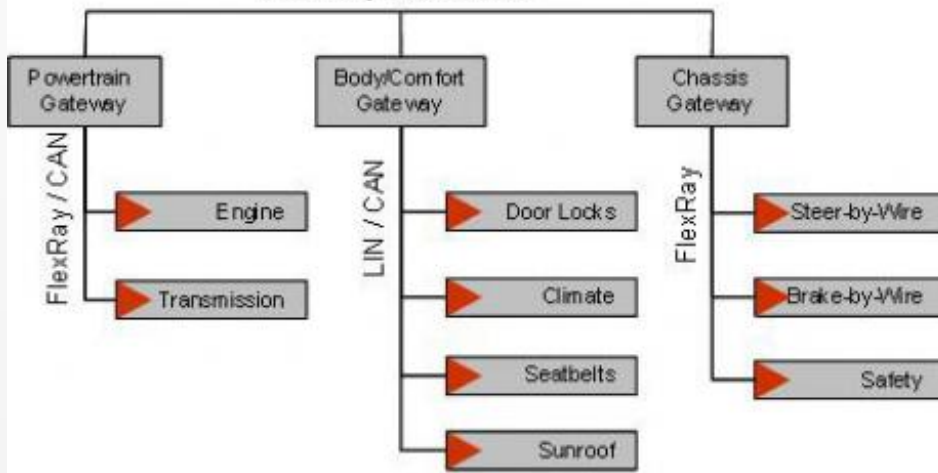 Powertrain
Gateway
Body/Comfort
Gateway
Chassis
Gateway
FlexRay / CAN
LIN / CAN
FlexRay
Engine
Door Locks
Steer-by-Wire
Transmission
Climate
Brake-by-Wire
Seatbelts
Safety
Sunroof